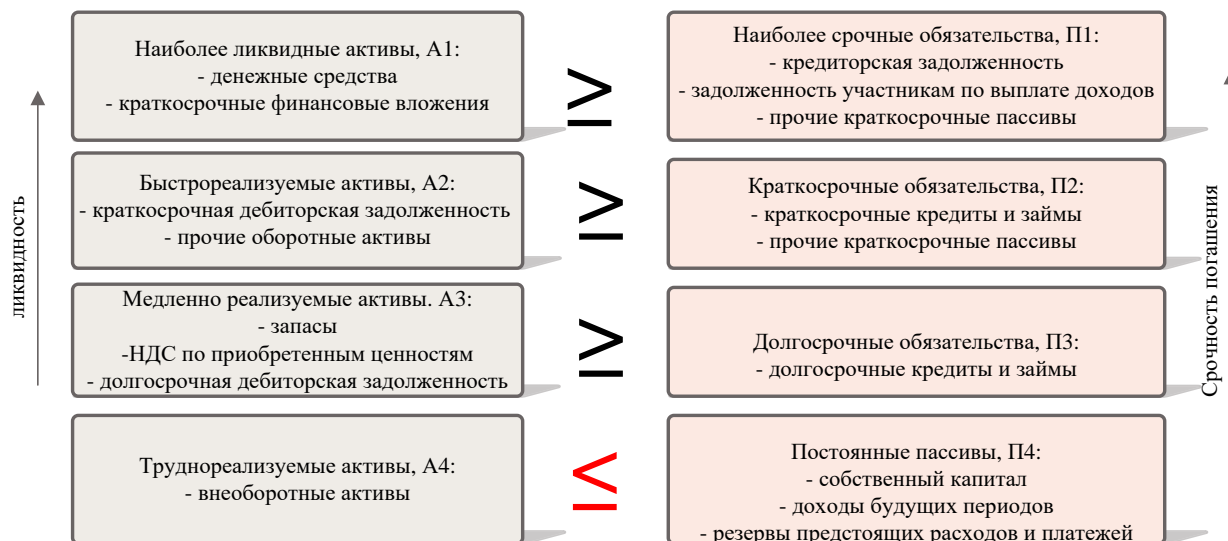 Наиболее ликвидные активы, А1:
- денежные средства
- краткосрочные финансовые вложения
≥
Наиболее срочные обязательства, П1:
- кредиторская задолженность
- задолженность участникам по выплате доходов
- прочие краткосрочные пассивы
Быстрореализуемые активы, А2:
- краткосрочная дебиторская задолженность
- прочие оборотные активы
≥
Краткосрочные обязательства, П2:
- краткосрочные кредиты и займы
- прочие краткосрочные пассивы
Медленно реализуемые активы. А3:
- запасы
-НДС по приобретенным ценностям
- долгосрочная дебиторская задолженность
≥
Долгосрочные обязательства, П3:
- долгосрочные кредиты и займы
Труднореализуемые активы, А4:
- внеоборотные активы
≤
Постоянные пассивы, П4:
- собственный капитал
- доходы будущих периодов
- резервы предстоящих расходов и платежей
ликвидность
Срочность погашения